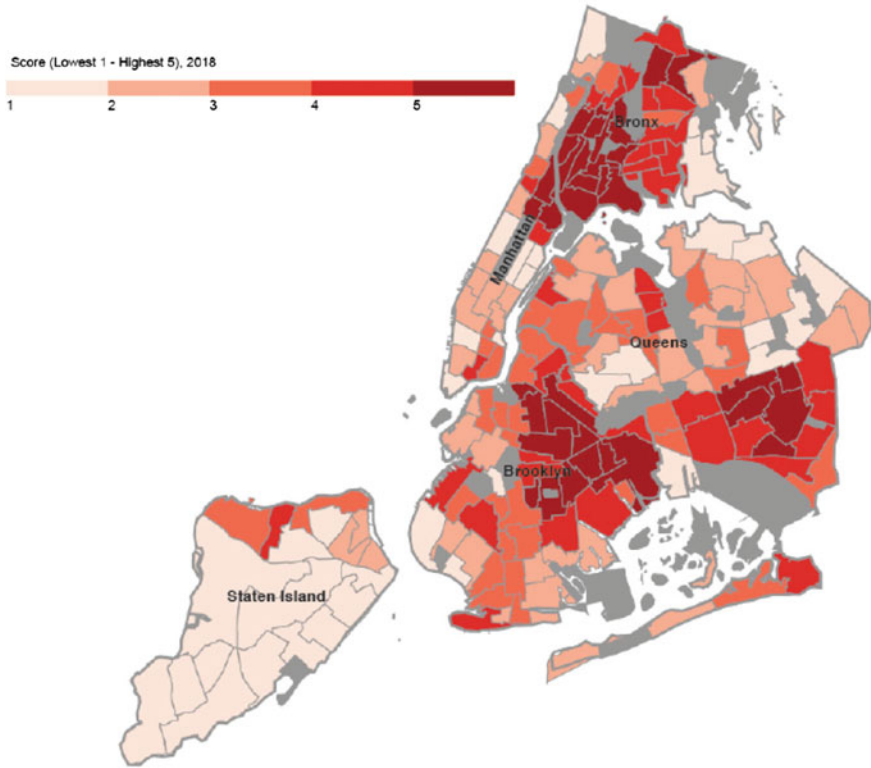 Score (Lowest 1 - Highest 5), 2018
1 2 3 4 5
Bronx
Manhattan
Queens
Brooklyn
Staten Island